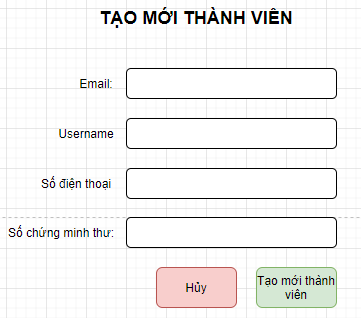 TẠO MỚI THÀNH VIÊN
Email:
Username
Số điện thoại
Số chứng minh thư:
Hủy
Tạo mới thành
viên